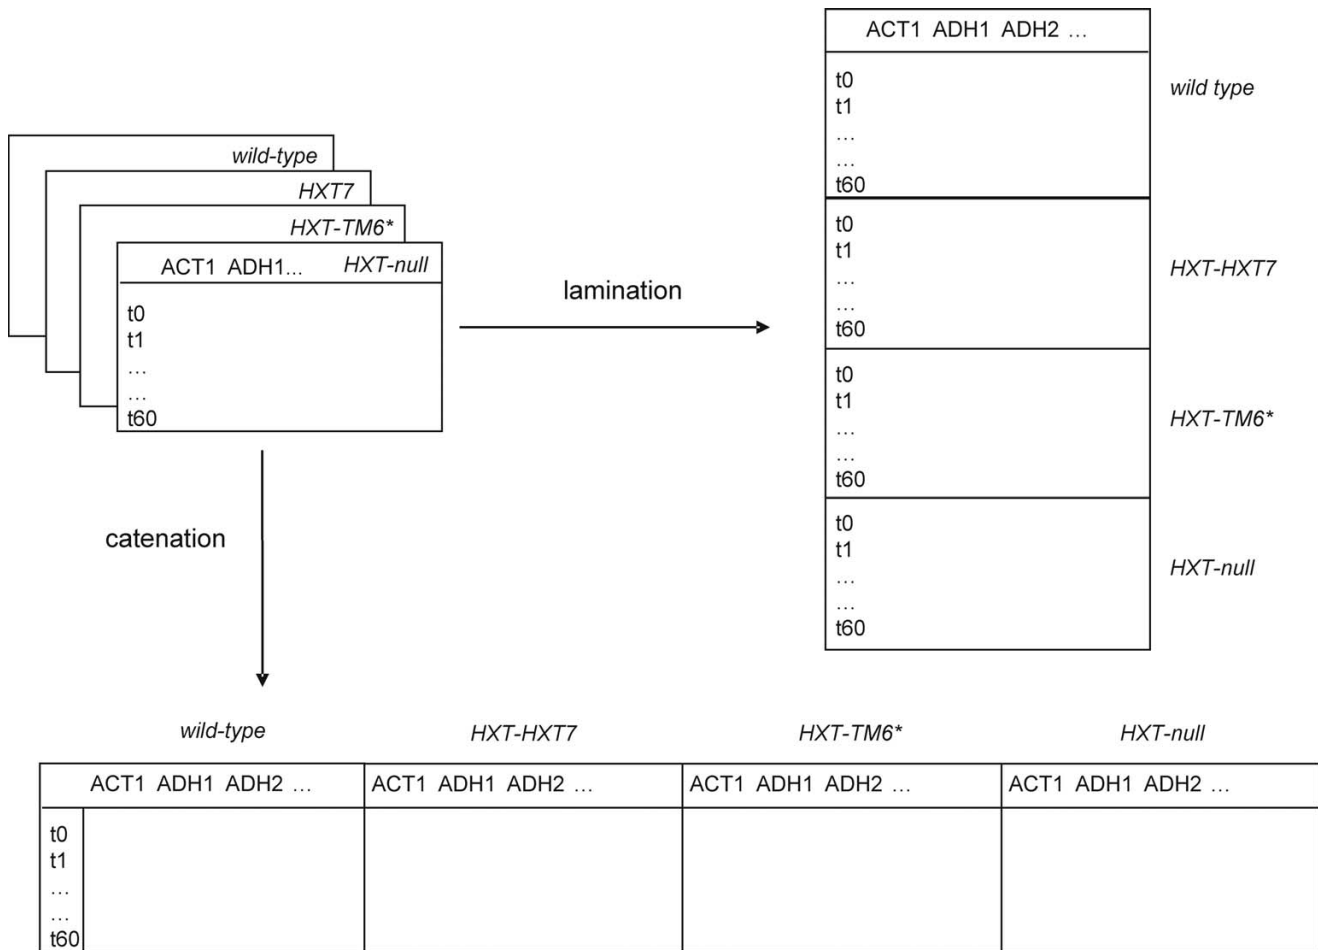 wild-type
HXT7
HXT-TM6*
ACT1 ADH1... HXT-null
t0
t1
...
...
t60
lamination
catenation
ACT1 ADH1 ADH2 ...
t0
t1
...
...
t60
wild type
t0
t1
...
...
t60
HXT-HXT7
t0
t1
...
...
t60
HXT-TM6*
t0
t1
...
...
t60
HXT-null
wild-type HXT-HXT7 HXT-TM6* HXT-null
ACT1 ADH1 ADH2 ... ACT1 ADH1 ADH2 ... ACT1 ADH1 ADH2 ... ACT1 ADH1 ADH2 ...
t0
t1
...
...
t60